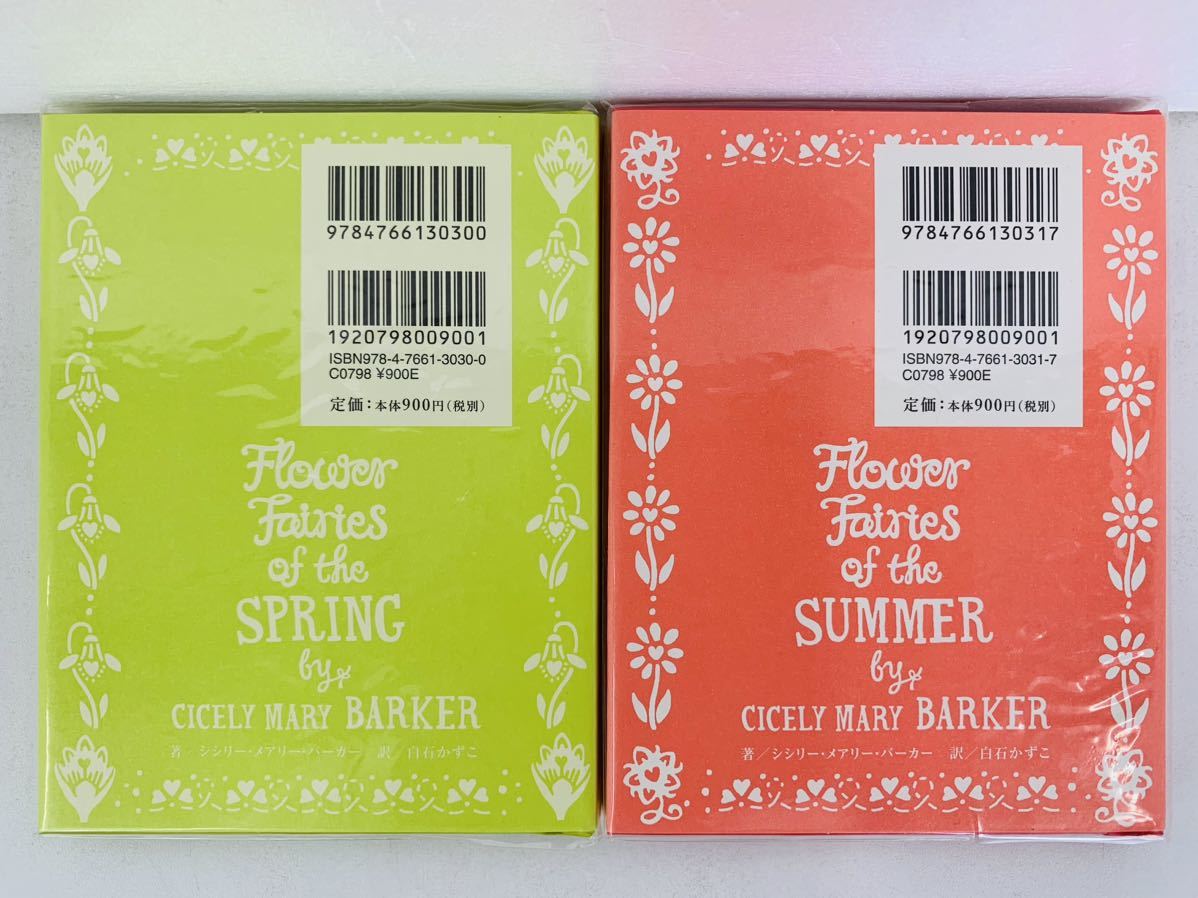 9784766130300
1920798009001
ISBN978-4-7661-3030-0
C0798 ¥900E
定価：本体900円（税別）
Flower
Fairies
of the
SPRING
by
CICELY MARY BARKER
著／シシリー・メアリー・バーカー 訳／白石かずこ
9784766130317
1920798009001
ISBN978-4-7661-3031-7
C0798 ¥900E
定価：本体900円（税別）
Flower
Fairies
of the
SUMMER
by
CICELY MARY BARKER
著／シシリー・メアリー・バーカー 訳／白石かずこ